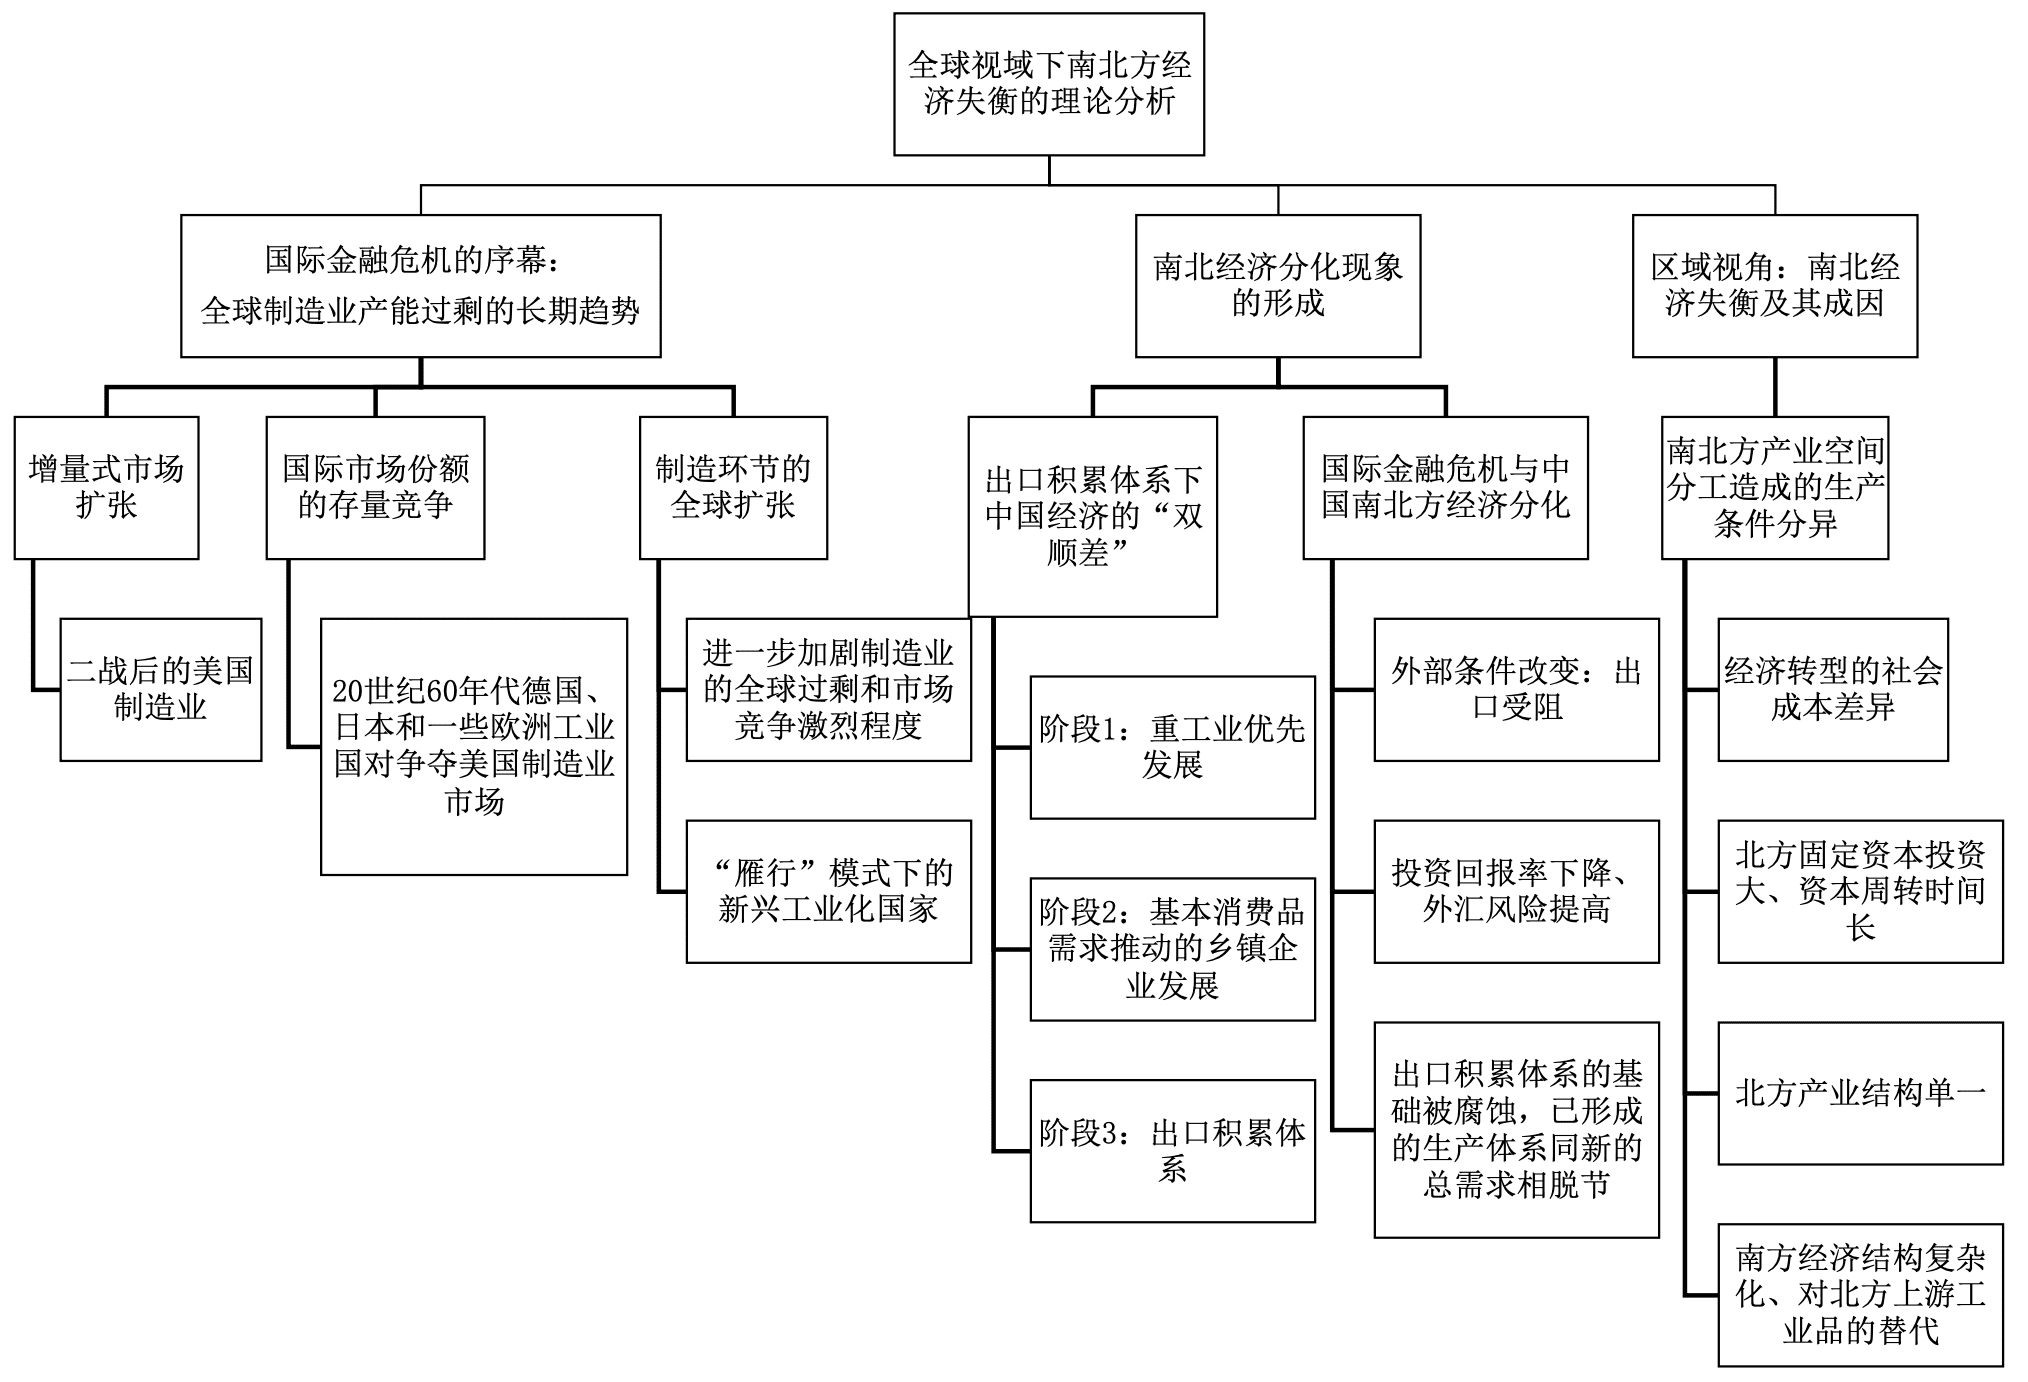 全球视域下南北方经
济失衡的理论分析
国际金融危机的序幕：
全球制造业产能过剩的长期趋势
南北经济分化现象
的形成
区域视角：南北经
济失衡及其成因
增量式市场
扩张
国际市场份额
的存量竞争
制造环节的
全球扩张
出口积累体系下
中国经济的“双
顺差”
国际金融危机与中
国南北方经济分化
南北方产业空间
分工造成的生产
条件分异
二战后的美国
制造业
20世纪60年代德国、
日本和一些欧洲工业
国对争夺美国制造业
市场
进一步加剧制造业
的全球过剩和市场
竞争激烈程度
“雁行”模式下的
新兴工业化国家
阶段1：重工业优先
发展
阶段2：基本消费品
需求推动的乡镇企
业发展
阶段3：出口积累体
系
外部条件改变：出
口受阻
投资回报率下降、
外汇风险提高
出口积累体系的基
础被腐蚀，已形成
的生产体系同新的
总需求相脱节
经济转型的社会
成本差异
北方固定资本投资
大、资本周转时间
长
北方产业结构单一
南方经济结构复杂
化、对北方上游工
业品的替代